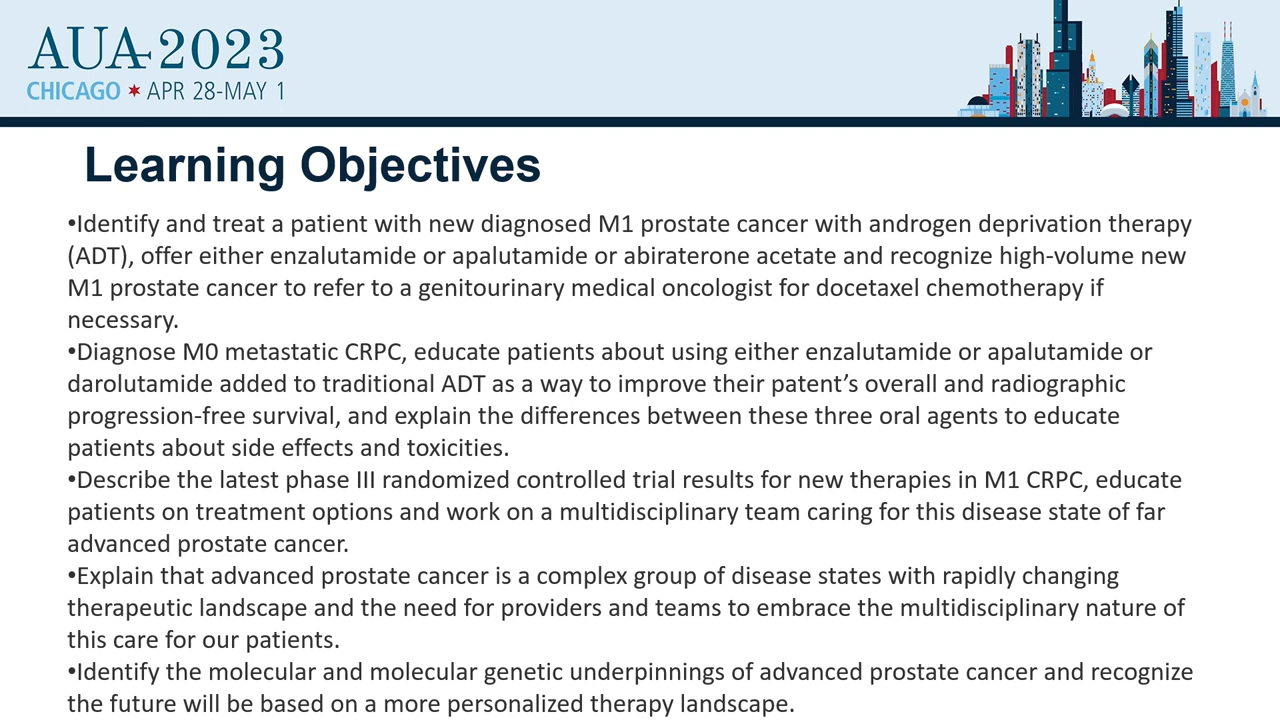 AUA 2023
CHICAGO ✶ APR 28-MAY 1
Learning Objectives
•Identify and treat a patient with new diagnosed M1 prostate cancer with androgen deprivation therapy
(ADT), offer either enzalutamide or apalutamide or abiraterone acetate and recognize high-volume new
M1 prostate cancer to refer to a genitourinary medical oncologist for docetaxel chemotherapy if
necessary.
•Diagnose M0 metastatic CRPC, educate patients about using either enzalutamide or apalutamide or
darolutamide added to traditional ADT as a way to improve their patent’s overall and radiographic
progression-free survival, and explain the differences between these three oral agents to educate
patients about side effects and toxicities.
•Describe the latest phase III randomized controlled trial results for new therapies in M1 CRPC, educate
patients on treatment options and work on a multidisciplinary team caring for this disease state of far
advanced prostate cancer.
•Explain that advanced prostate cancer is a complex group of disease states with rapidly changing
therapeutic landscape and the need for providers and teams to embrace the multidisciplinary nature of
this care for our patients.
•Identify the molecular and molecular genetic underpinnings of advanced prostate cancer and recognize
the future will be based on a more personalized therapy landscape.